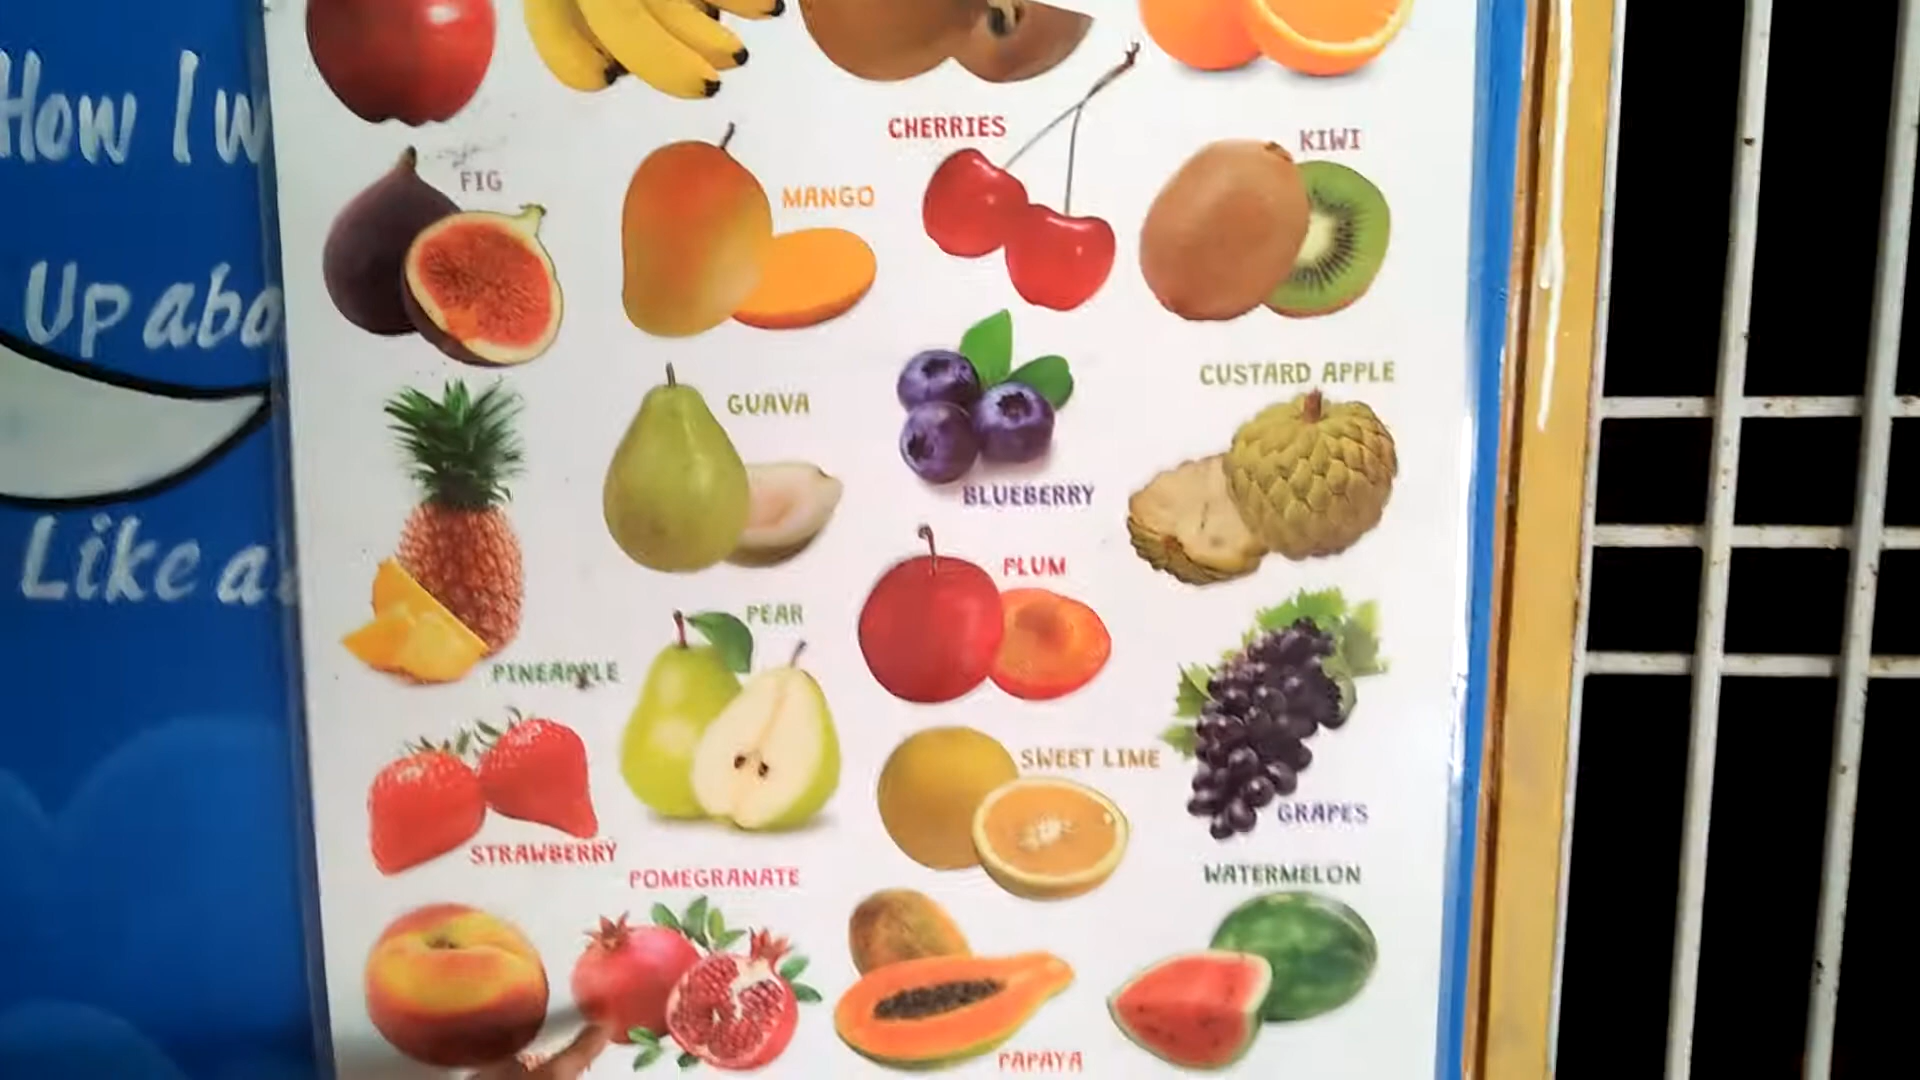 How I w
Up abo
Like a
CHERRIES
KIWI
FIG
MANGO
CUSTARD APPLE
GUAVA
BLUEBERRY
PLUM
PEAR
PINEAPPLE
SWEET LIME
GRAPES
STRAWBERRY
POMEGRANATE
WATERMELON
PAPAYA